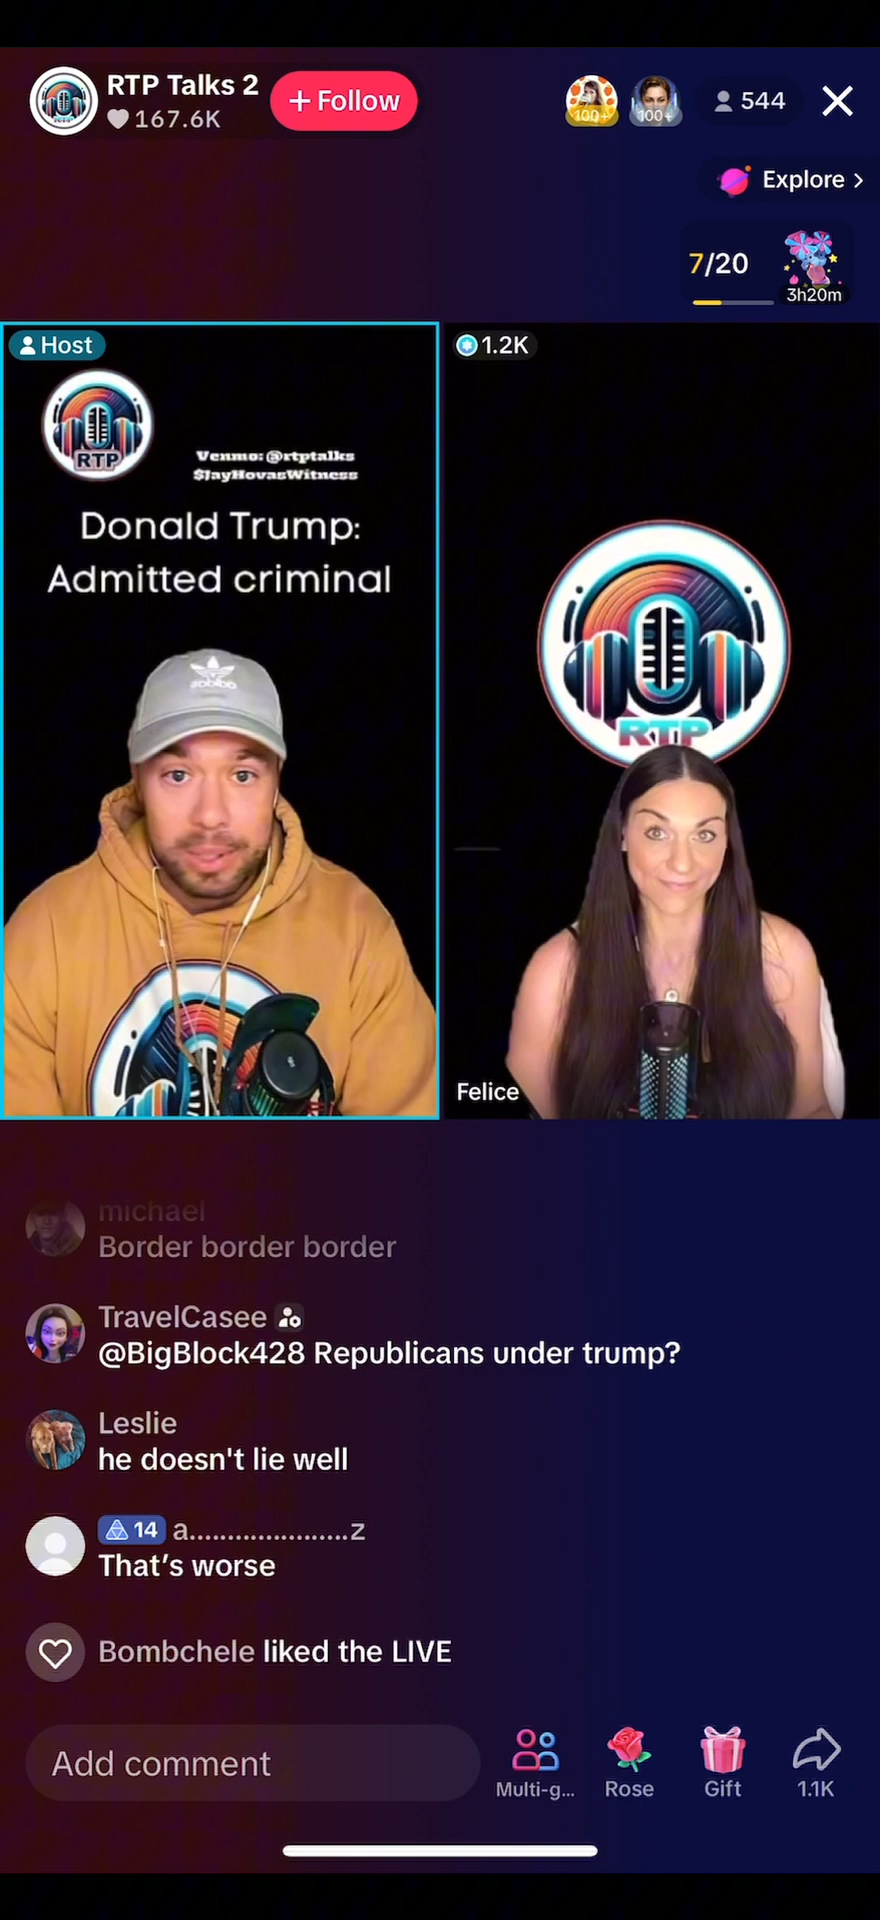 RTP Talks 2
167.6K
+ Follow
100+
100+
544
Explore >
7/20
3h20m
Host
1.2K
RTP
Venmo: @rtptalks
$JayHovasWitness
Donald Trump:
Admitted criminal
adidas
RTP
Felice
michael
Border border border
TravelCasee
@BigBlock428 Republicans under trump?
Leslie
he doesn't lie well
14 a.....................z
That’s worse
Bombchele liked the LIVE
Add comment
Multi-g...
Rose
Gift
1.1K